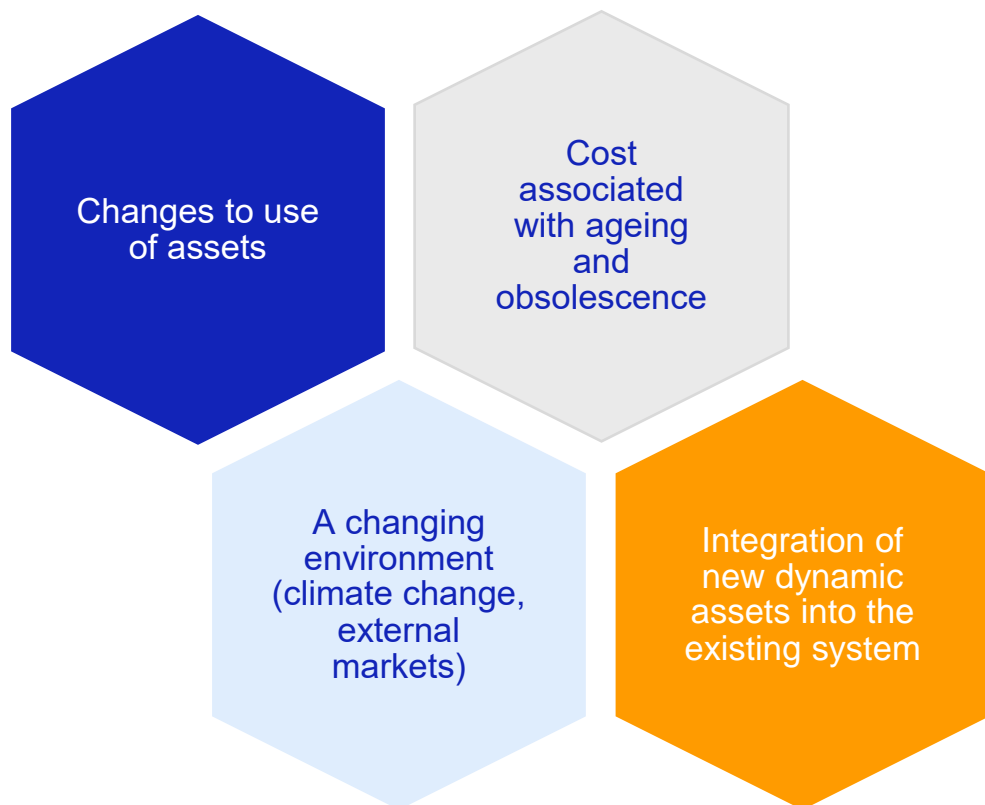 Changes to use
of assets
Cost
associated
with ageing
and
obsolescence
A changing
environment
(climate change,
external
markets)
Integration of
new dynamic
assets into the
existing system